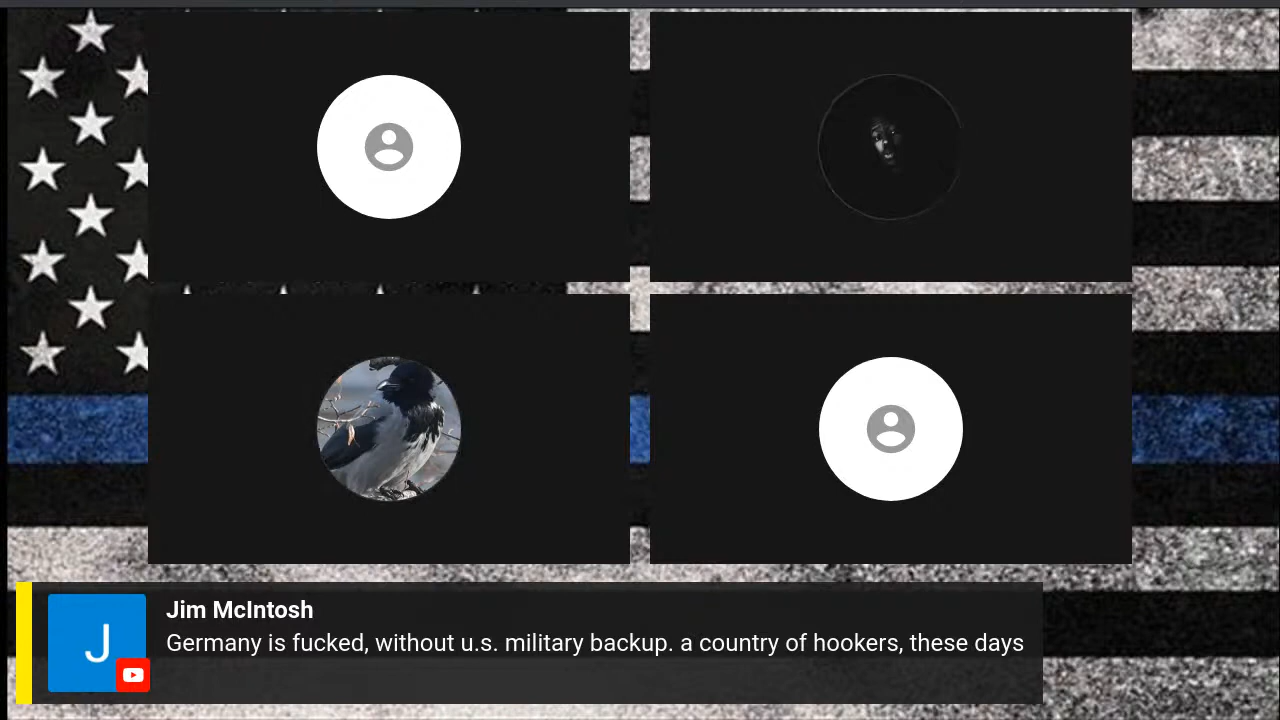 Jim McIntosh
Germany is fucked, without u.s. military backup. a country of hookers, these days
J